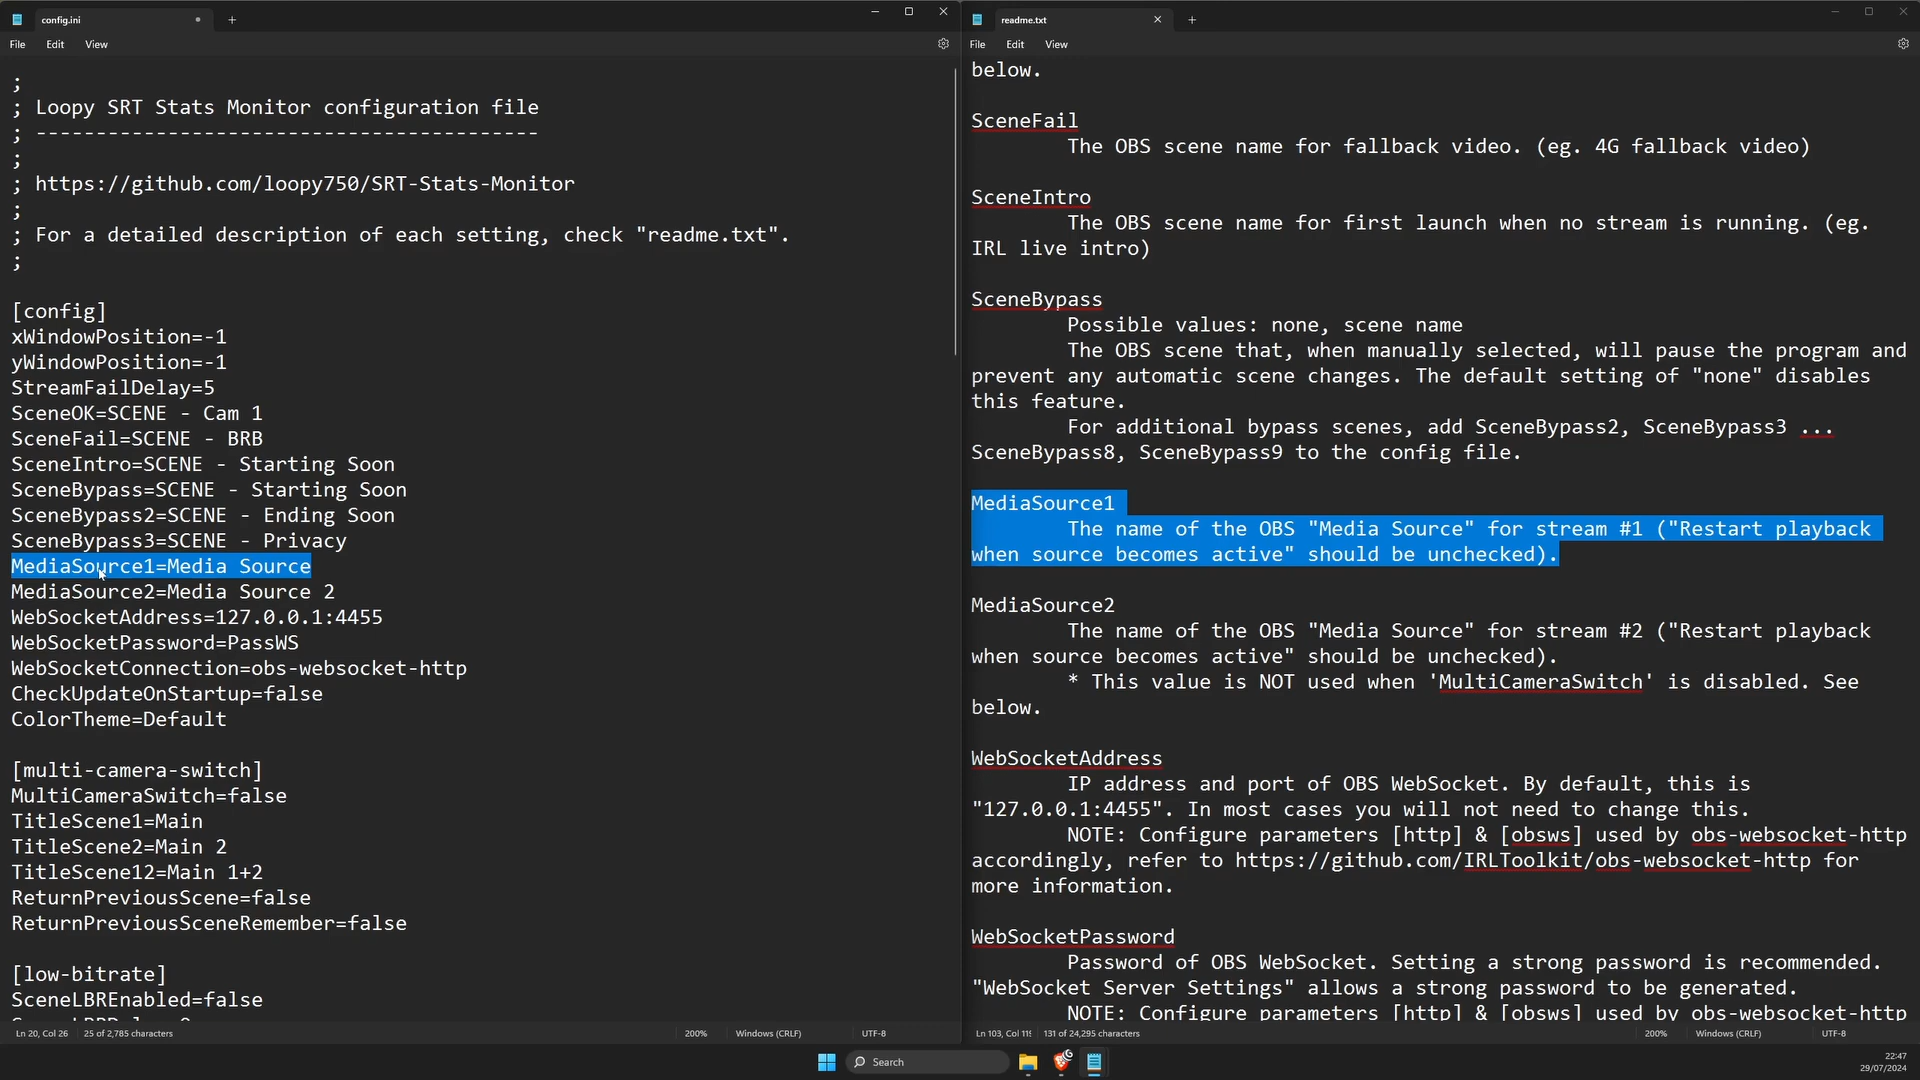 config.ini
File
Edit
View
;
; Loopy SRT Stats Monitor configuration file
; ------------------------------------------
;
; https://github.com/loopy750/SRT-Stats-Monitor
;
; For a detailed description of each setting, check "readme.txt".
;
[config]
xWindowPosition=-1
yWindowPosition=-1
StreamFailDelay=5
SceneOK=SCENE - Cam 1
SceneFail=SCENE - BRB
SceneIntro=SCENE - Starting Soon
SceneBypass=SCENE - Starting Soon
SceneBypass2=SCENE - Ending Soon
SceneBypass3=SCENE - Privacy
MediaSource1=Media Source
MediaSource2=Media Source 2
WebSocketAddress=127.0.0.1:4455
WebSocketPassword=PassWS
WebSocketConnection=obs-websocket-http
CheckUpdateOnStartup=false
ColorTheme=Default
[multi-camera-switch]
MultiCameraSwitch=false
TitleScene1=Main
TitleScene2=Main 2
TitleScene12=Main 1+2
ReturnPreviousScene=false
ReturnPreviousSceneRemember=false
[low-bitrate]
SceneLBREnabled=false
Ln 20, Col 26
25 of 2,785 characters
200%
Windows (CRLF)
UTF-8
readme.txt
File
Edit
View
below.
SceneFail
The OBS scene name for fallback video. (eg. 4G fallback video)
SceneIntro
The OBS scene name for first launch when no stream is running. (eg.
IRL live intro)
SceneBypass
Possible values: none, scene name
The OBS scene that, when manually selected, will pause the program and
prevent any automatic scene changes. The default setting of "none" disables
this feature.
For additional bypass scenes, add SceneBypass2, SceneBypass3 ...
SceneBypass8, SceneBypass9 to the config file.
MediaSource1
The name of the OBS "Media Source" for stream #1 ("Restart playback
when source becomes active" should be unchecked).
MediaSource2
The name of the OBS "Media Source" for stream #2 ("Restart playback
when source becomes active" should be unchecked).
* This value is NOT used when 'MultiCameraSwitch' is disabled. See
below.
WebSocketAddress
IP address and port of OBS WebSocket. By default, this is
"127.0.0.1:4455". In most cases you will not need to change this.
NOTE: Configure parameters [http] & [obsws] used by obs-websocket-http
accordingly, refer to https://github.com/IRLToolkit/obs-websocket-http for
more information.
WebSocketPassword
Password of OBS WebSocket. Setting a strong password is recommended.
"WebSocket Server Settings" allows a strong password to be generated.
NOTE: Configure parameters [http] & [obsws] used by obs-websocket-http
Ln 103, Col 119
131 of 24,295 characters
200%
Windows (CRLF)
UTF-8
Search
22:47
29/07/2024